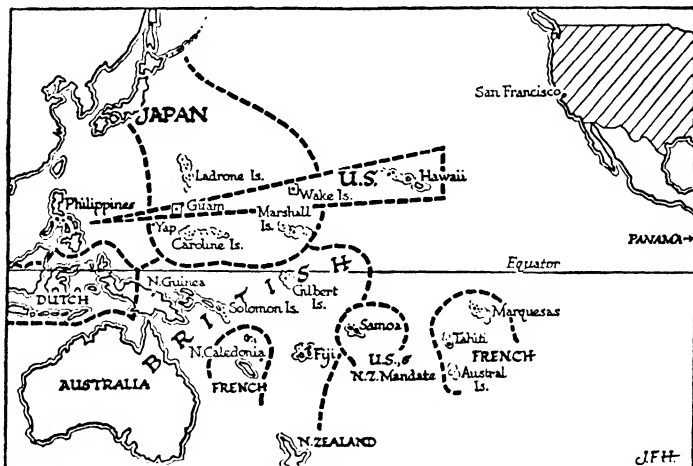 San Francisco
JAPAN
Ladrone Is.
U.S.
Hawaii
Wake Is.
Philippines
Guam
Marshall
Is.
Yap
Caroline Is.
PANAMA→
Equator
BRITISH
N.Guinea
Gilbert
Is.
DUTCH
Solomon Is.
Marquesas
Samoa
Tahiti
N.Caledonia
Fiji
FRENCH
U.S., &
N.Z. Mandate
Austral
Is.
AUSTRALIA
FRENCH
N.ZEALAND
J.F.H.